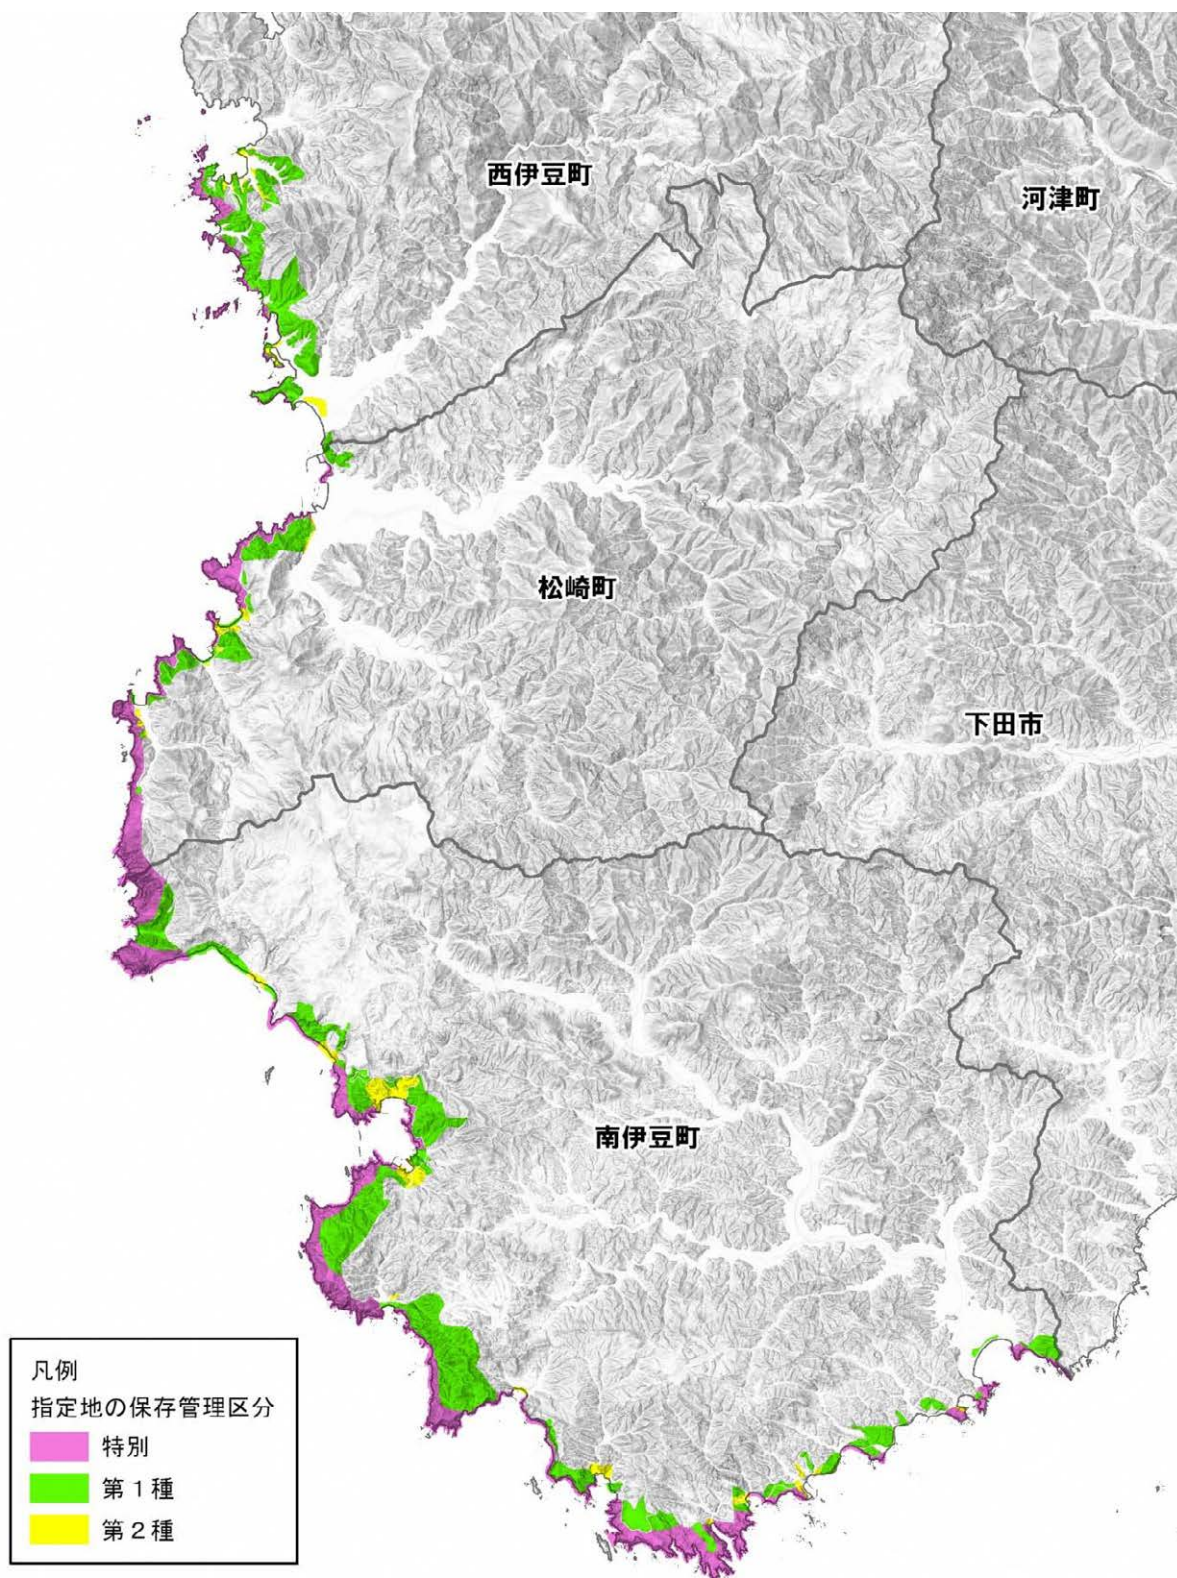 西伊豆町
河津町
松崎町
下田市
南伊豆町
凡例
指定地の保存管理区分
特別
第1種
第2種